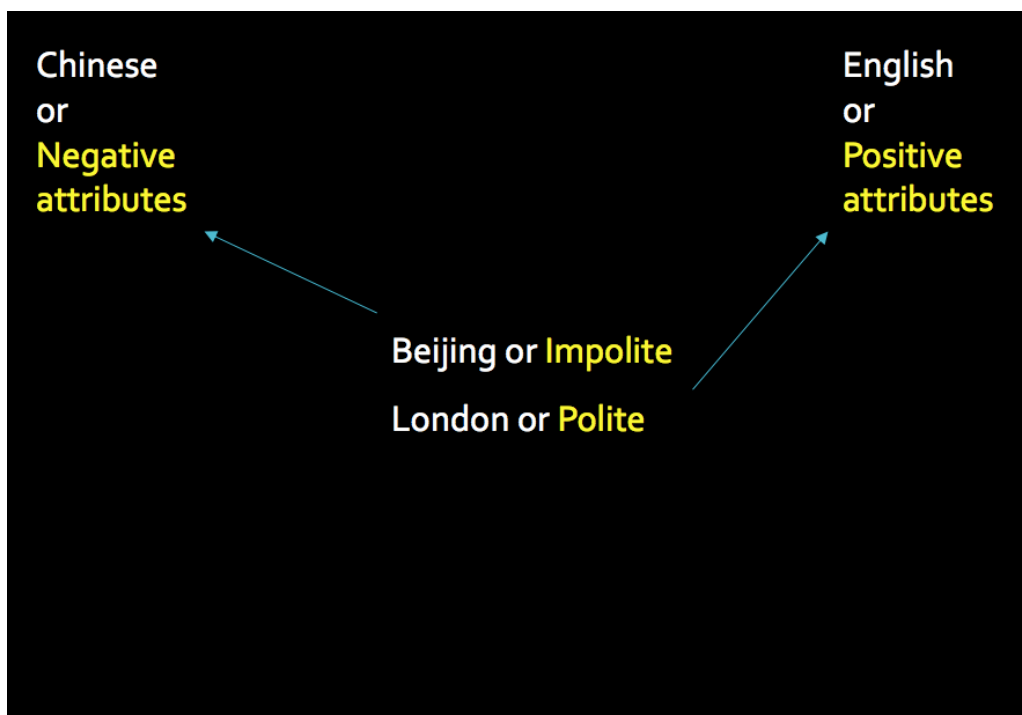 Chinese
or
Negative
attributes
English
or
Positive
attributes
Beijing or Impolite
London or Polite